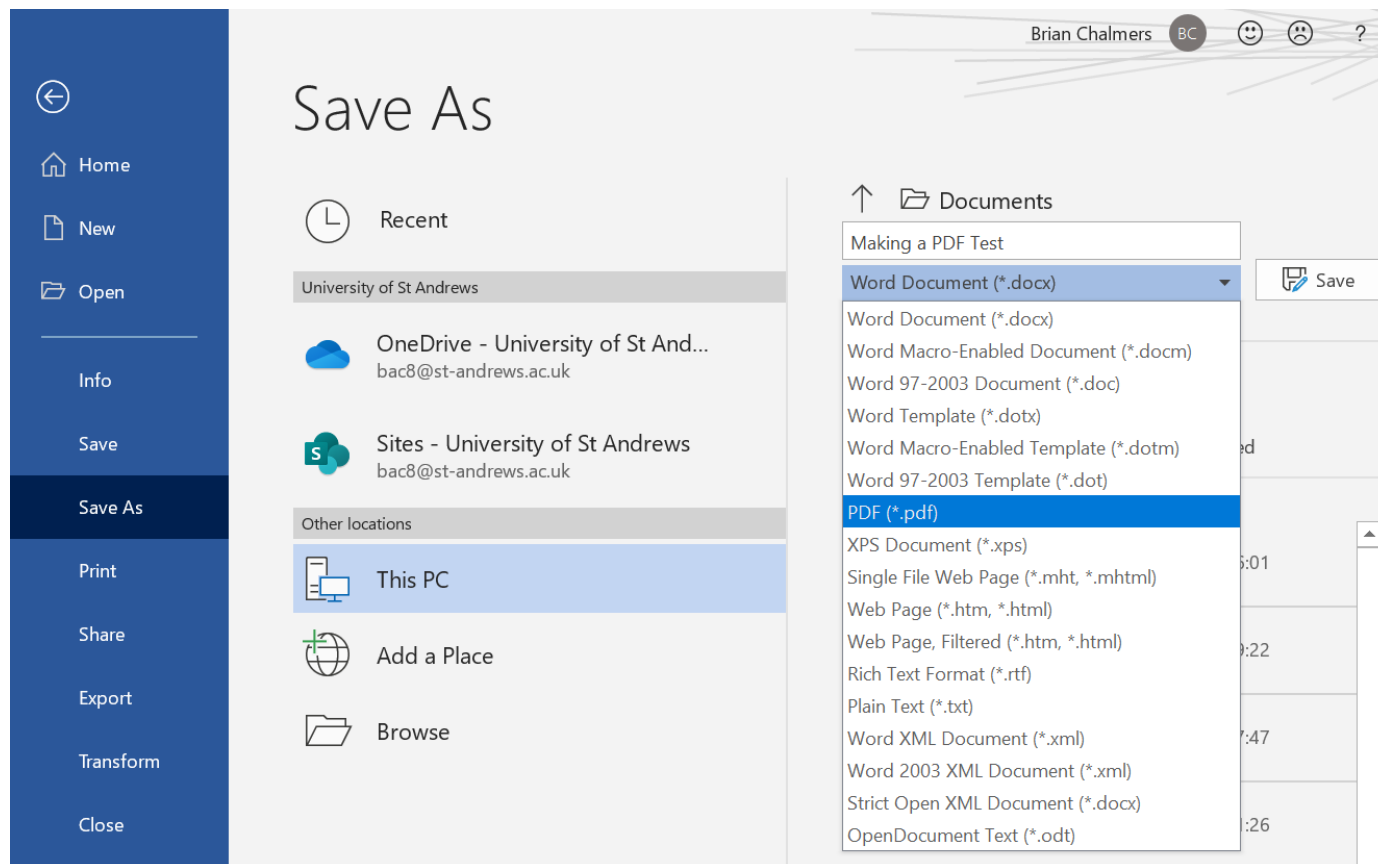 Brian Chalmers BC ?
Save As
Home
New
Open
Info
Save
Save As
Print
Share
Export
Transform
Close
Recent
University of St Andrews
OneDrive - University of St And...
bac8@st-andrews.ac.uk
S
Sites - University of St Andrews
bac8@st-andrews.ac.uk
Other locations
This PC
Add a Place
Browse
Documents
Making a PDF Test
Word Document (*.docx)
Save
Word Document (*.docx)
Word Macro-Enabled Document (*.docm)
Word 97-2003 Document (*.doc)
Word Template (*.dotx)
Word Macro-Enabled Template (*.dotm)
Word 97-2003 Template (*.dot)
PDF (*.pdf)
XPS Document (*.xps)
Single File Web Page (*.mht, *.mhtml)
Web Page (*.htm, *.html)
Web Page, Filtered (*.htm, *.html)
Rich Text Format (*.rtf)
Plain Text (*.txt)
Word XML Document (*.xml)
Word 2003 XML Document (*.xml)
Strict Open XML Document (*.docx)
OpenDocument Text (*.odt)